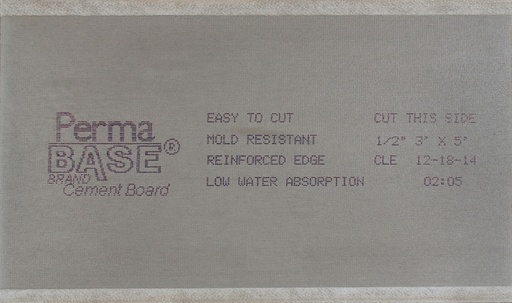 Perma
BASE®
BRAND
Cement Board
EASY TO CUT
MOLD RESISTANT
REINFORCED EDGE
LOW WATER ABSORPTION
CUT THIS SIDE
1/2" 3' X 5'
CLE 12-18-14
02:05